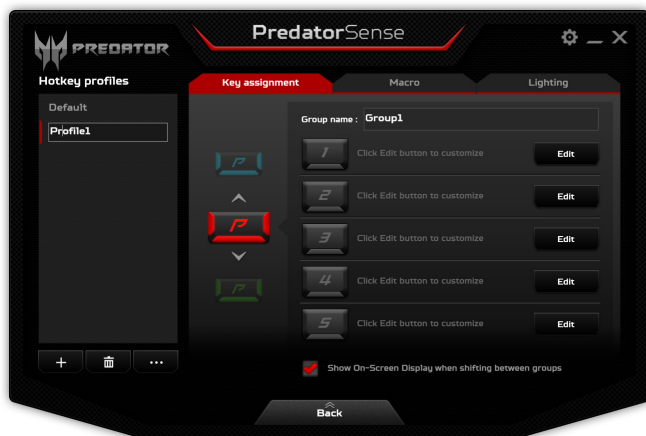 PREDATOR
PredatorSense
Hotkey profiles
Default
Profile1
Key assignment
Macro
Lighting
Group name : Group1
1 Click Edit button to customize Edit
2 Click Edit button to customize Edit
3 Click Edit button to customize Edit
4 Click Edit button to customize Edit
5 Click Edit button to customize Edit
P
P
P
+
...
Show On-Screen Display when shifting between groups
Back